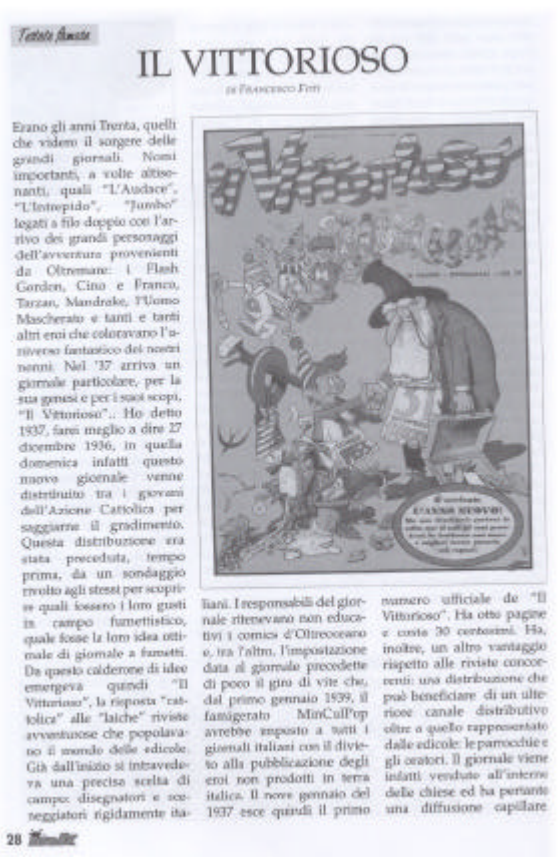 Testate famose
IL VITTORIOSO
DI FRANCESCO
Erano gli anni Trenta, quelli
che videro il sorgere delle
grandi giornali. Nomi
importanti, a volte altiso-
nanti, quali "L'Audace",
"L'Intrepido", "Jumbo"
legati a filo doppio con l'ar-
rivo dei grandi personaggi
dell'avventura provenienti
da Oltremare: i Flash
Gordon, Cino e Franco,
Tarzan, Mandrake, l'Uomo
Mascherato e tanti e tanti
altri eroi che coloravano l'u-
niverso fantastico dei nostri
nonni. Nel '37 arriva un
giornale particolare, per la
sua genesi e per i suoi scopi,
"Il Vittorioso".. Ho detto
1937, farei meglio a dire 27
dicembre 1936, in quella
domenica infatti questo
nuovo giornale venne
distribuito tra i giovani
dell'Azione Cattolica per
saggiarne il gradimento.
Questa distribuzione era
stata preceduta, tempo
prima, da un sondaggio
rivolto agli stessi per scopri-
re quali fossero i loro gusti
in campo fumettistico,
quale fosse la loro idea otti-
male di giornale a fumetti.
Da questo calderone di idee
emergeva quindi "Il
Vittorioso", la risposta "cat-
tolica" alle "laiche" riviste
avventurose che popolava-
no il mondo delle edicole.
Già dall'inizio si intravede-
va una precisa scelta di
campo: disegnatori e sce-
neggiatori rigidamente ita-
il Vittorioso
Il
L'ANNO NUOVO!
liani. I responsabili del gior-
nale ritenevano non educa-
tivi i comics d'Oltreoceano
e, tra l'altro, l'impostazione
data al giornale precedette
di poco il giro di vite che,
dal primo gennaio 1939, il
famigerato MinCulPop
avrebbe imposto a tutti i
giornali italiani con il divie-
to alla pubblicazione degli
eroi non prodotti in terra
italica. Il nove gennaio del
1937 esce quindi il primo
numero ufficiale de "Il
Vittorioso". Ha otto pagine
e costa 30 centesimi. Ha,
inoltre, un altro vantaggio
rispetto alle riviste concor-
renti: una distribuzione che
può beneficiare di un ulte-
riore canale distributivo
oltre a quello rappresentato
dalle edicole: le parrocchie e
gli oratori. Il giornale viene
infatti venduto all'interno
delle chiese ed ha pertanto
una diffusione capillare
28